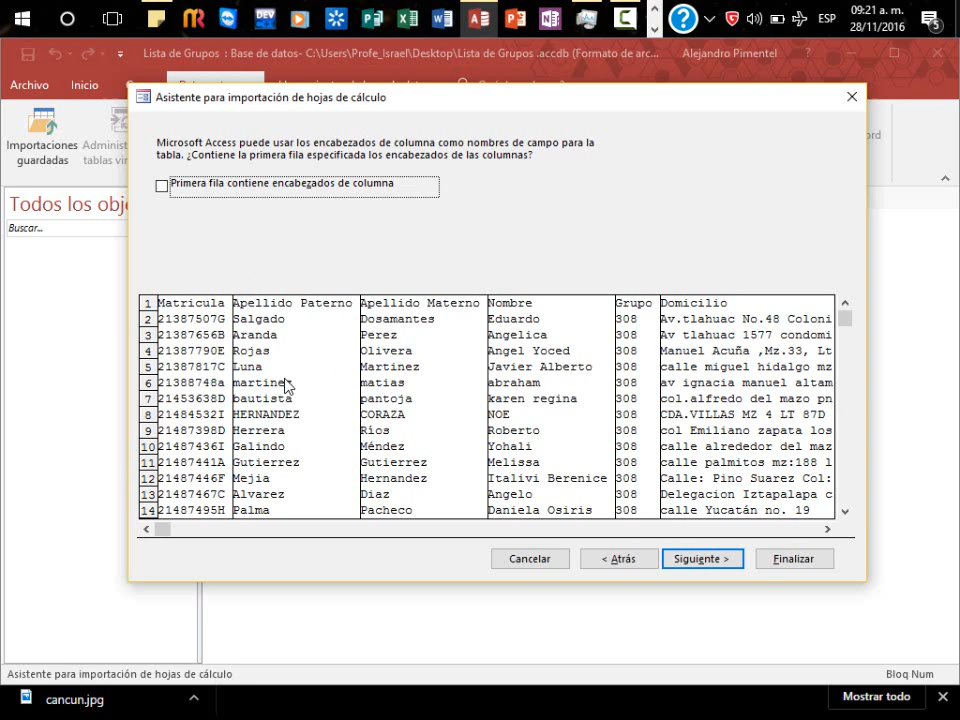 ESP
09:21 a. m.
28/11/2016
5
Lista de Grupos : Base de datos- C:\Users\Profe_Israel\Desktop\Lista de Grupos .accdb (Formato de arc...
Alejandro Pimentel
Archivo
Inicio
Importaciones
guardadas
Administ
tablas vin
Todos los obj
Buscar...
Asistente para importación de hojas de cálculo
Microsoft Access puede usar los encabezados de columna como nombres de campo para la
tabla. ¿Contiene la primera fila especificada los encabezados de las columnas?
Primera fila contiene encabezados de columna
1 Matricula Apellido Paterno Apellido Materno Nombre Grupo Domicilio
2 21387507G Salgado Dosamantes Eduardo 308 Av.tlahuac No.48 Coloni
3 21387656B Aranda Perez Angelica 308 Av tlahuac 1577 condomi
4 21387790E Rojas Olivera Angel Yoced 308 Manuel Acuña ,Mz.33, Lt
5 21387817C Luna Martinez Javier Alberto 308 calle miguel hidalgo mz
6 21388748a martinez matias abraham 308 av ignacia manuel altam
7 21453638D bautista pantoja karen regina 308 col.alfredo del mazo pn
8 21484532I HERNANDEZ CORAZA NOE 308 CDA.VILLAS MZ 4 LT 87D
9 21487398D Herrera Ríos Roberto 308 col Emiliano zapata los
10 21487436I Galindo Méndez Yohali 308 calle alrededor del maz
11 21487441A Gutierrez Gutierrez Melissa 308 calle palmitos mz:188 l
12 21487446F Mejia Hernandez Italivi Berenice 308 Calle: Pino Suarez Col:
13 21487467C Alvarez Diaz Angelo 308 Delegacion Iztapalapa c
14 21487495H Palma Pacheco Daniela Osiris 308 calle Yucatán no. 19
Cancelar
< Atrás
Siguiente >
Finalizar
Asistente para importación de hojas de cálculo
Bloq Num
cancun.jpg
Mostrar todo